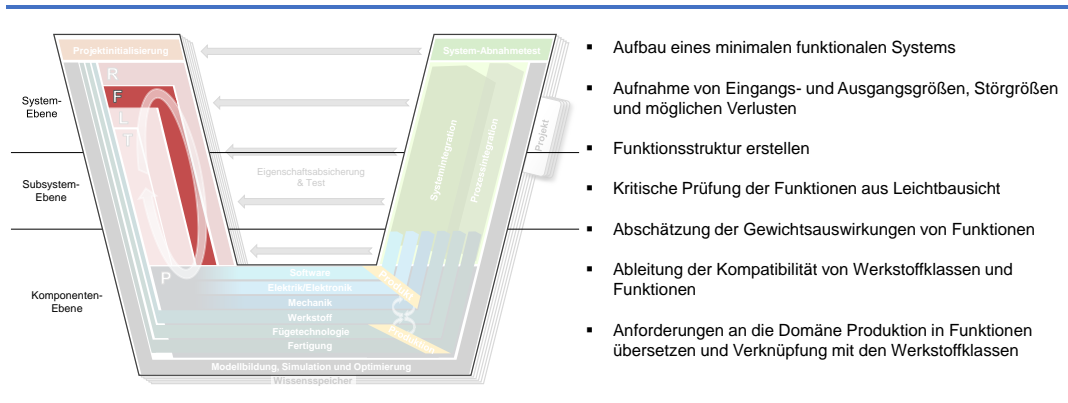 Projektinitialisierung
System-Abnahmetest
R
F
L
T
P
System-
Ebene
Subsystem-
Ebene
Komponenten-
Ebene
Eigenschaftsabsicherung
& Test
Systemintegration
Prozessintegration
Projekt
Software
Elektrik/Elektronik
Mechanik
Werkstoff
Fügetechnologie
Fertigung
Produkt
Produktion
Modellbildung, Simulation und Optimierung
Wissensspeicher
▪ Aufbau eines minimalen funktionalen Systems
▪ Aufnahme von Eingangs- und Ausgangsgrößen, Störgrößen
und möglichen Verlusten
▪ Funktionsstruktur erstellen
▪ Kritische Prüfung der Funktionen aus Leichtbausicht
▪ Abschätzung der Gewichtsauswirkungen von Funktionen
▪ Ableitung der Kompatibilität von Werkstoffklassen und
Funktionen
▪ Anforderungen an die Domäne Produktion in Funktionen
übersetzen und Verknüpfung mit den Werkstoffklassen